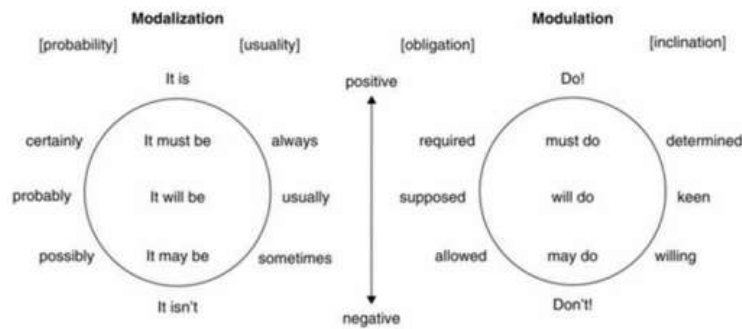 Modalization Modulation
[probability] [usuality] [obligation] [inclination]
It is positive Do!
certainly It must be always required must do determined
probably It will be usually supposed will do keen
possibly It may be sometimes allowed may do willing
It isn't negative Don't!